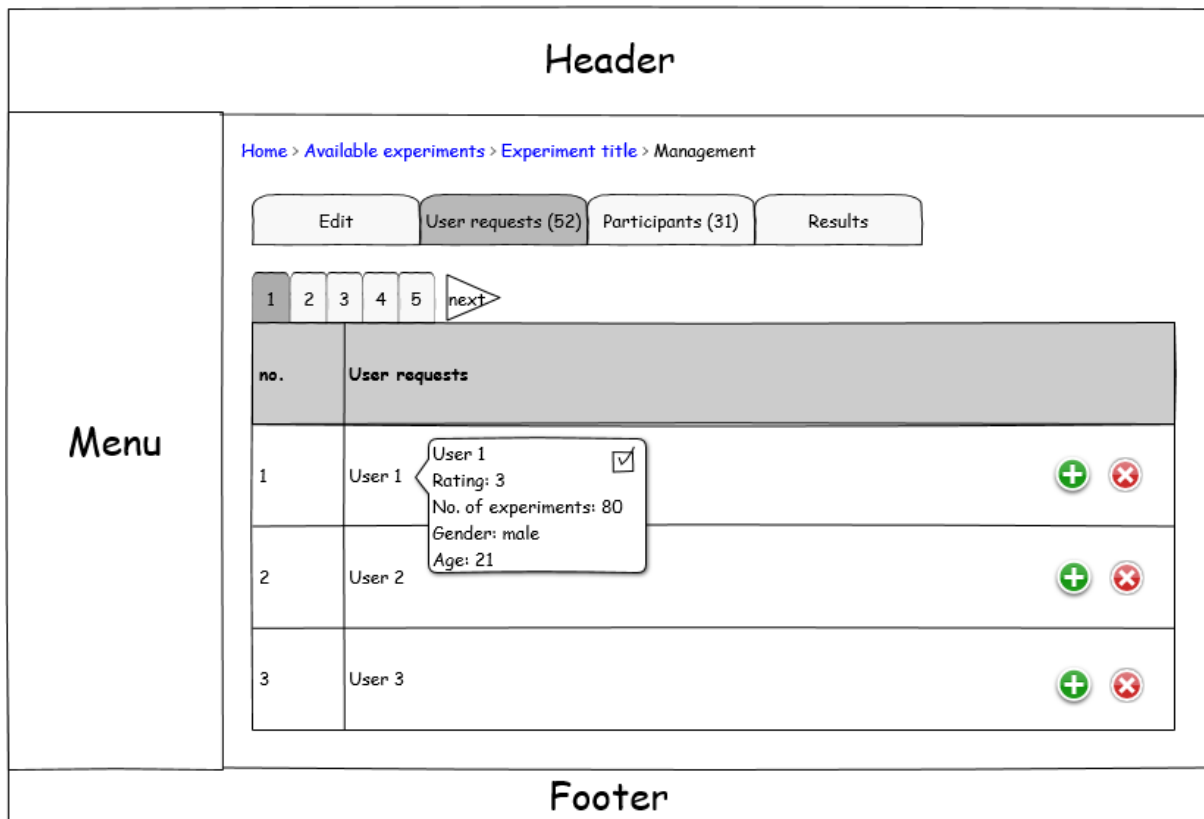 Header
Home > Available experiments > Experiment title > Management
Edit User requests (52) Participants (31) Results
1 2 3 4 5 next
no. User requests
Menu
User 1
1 User 1 Rating: 3
No. of experiments: 80
Gender: male
Age: 21
2 User 2
3 User 3
Footer